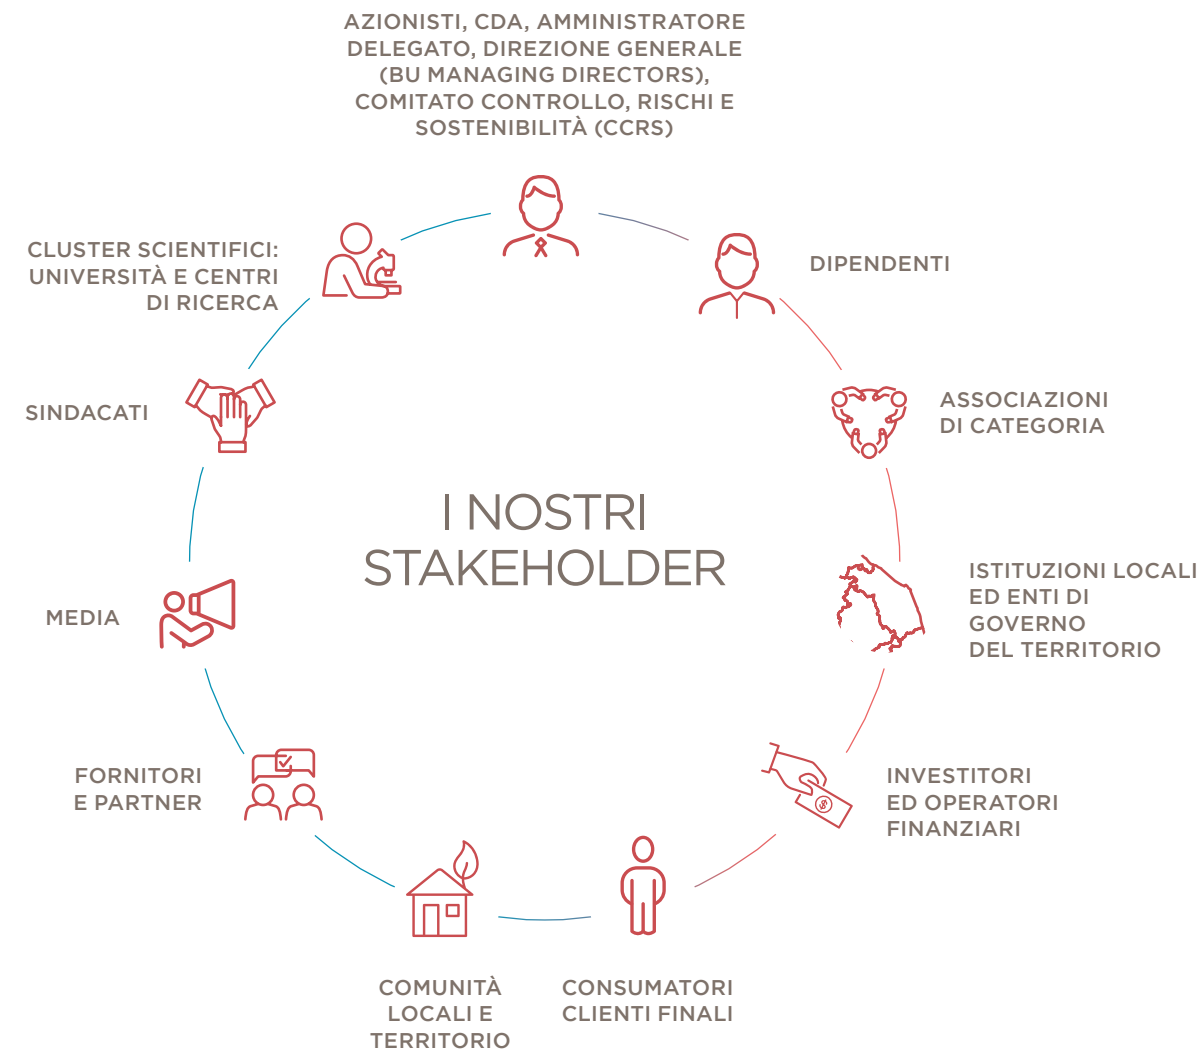 AZIONISTI, CDA, AMMINISTRATORE
DELEGATO, DIREZIONE GENERALE
(BU MANAGING DIRECTORS),
COMITATO CONTROLLO, RISCHI E
SOSTENIBILITÀ (CCRS)
DIPENDENTI
ASSOCIAZIONI
DI CATEGORIA
ISTITUZIONI LOCALI
ED ENTI DI
GOVERNO
DEL TERRITORIO
INVESTITORI
ED OPERATORI
FINANZIARI
CONSUMATORI
CLIENTI FINALI
COMUNITÀ
LOCALI E
TERRITORIO
FORNITORI
E PARTNER
MEDIA
SINDACATI
CLUSTER SCIENTIFICI:
UNIVERSITÀ E CENTRI
DI RICERCA
I NOSTRI
STAKEHOLDER
$